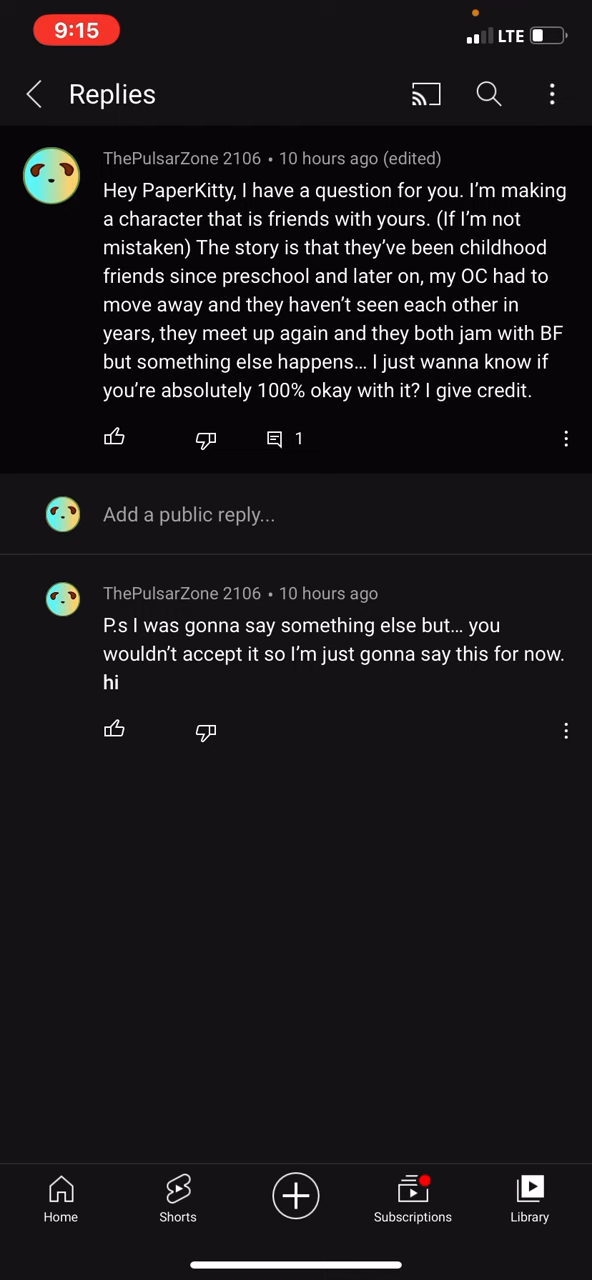 9:15
LTE
Replies
ThePulsarZone 2106 • 10 hours ago (edited)
Hey PaperKitty, I have a question for you. I’m making
a character that is friends with yours. (If I’m not
mistaken) The story is that they’ve been childhood
friends since preschool and later on, my OC had to
move away and they haven’t seen each other in
years, they meet up again and they both jam with BF
but something else happens… I just wanna know if
you’re absolutely 100% okay with it? I give credit.
1
Add a public reply...
ThePulsarZone 2106 • 10 hours ago
P.s I was gonna say something else but… you
wouldn’t accept it so I’m just gonna say this for now.
hi
Home Shorts Subscriptions Library